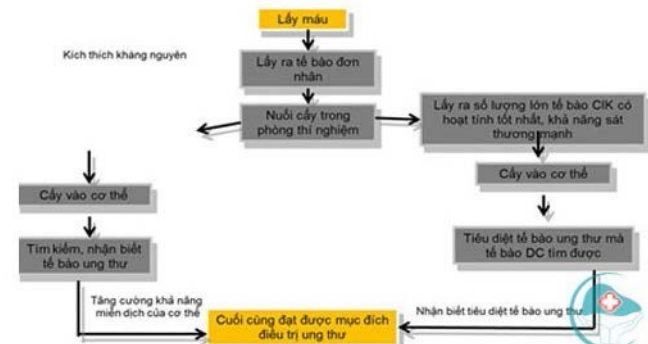 Lấy máu
Kích thích kháng nguyên
Lấy ra tế bào đơn
nhân
Nuôi cấy trong
phòng thí nghiệm
Lấy ra số lượng lớn tế bào CIK có
hoạt tính tốt nhất, khả năng sát
thương mạnh
Cấy vào cơ thể
Cấy vào cơ thể
Tìm kiếm, nhận biết
tế bào ung thư
Tiêu diệt tế bào ung thư mà
tế bào DC tìm được
Tăng cường khả năng
miễn dịch của cơ thể
Cuối cùng đạt được mục đích
điều trị ung thư
Nhận biết tiêu diệt tế bào ung thư